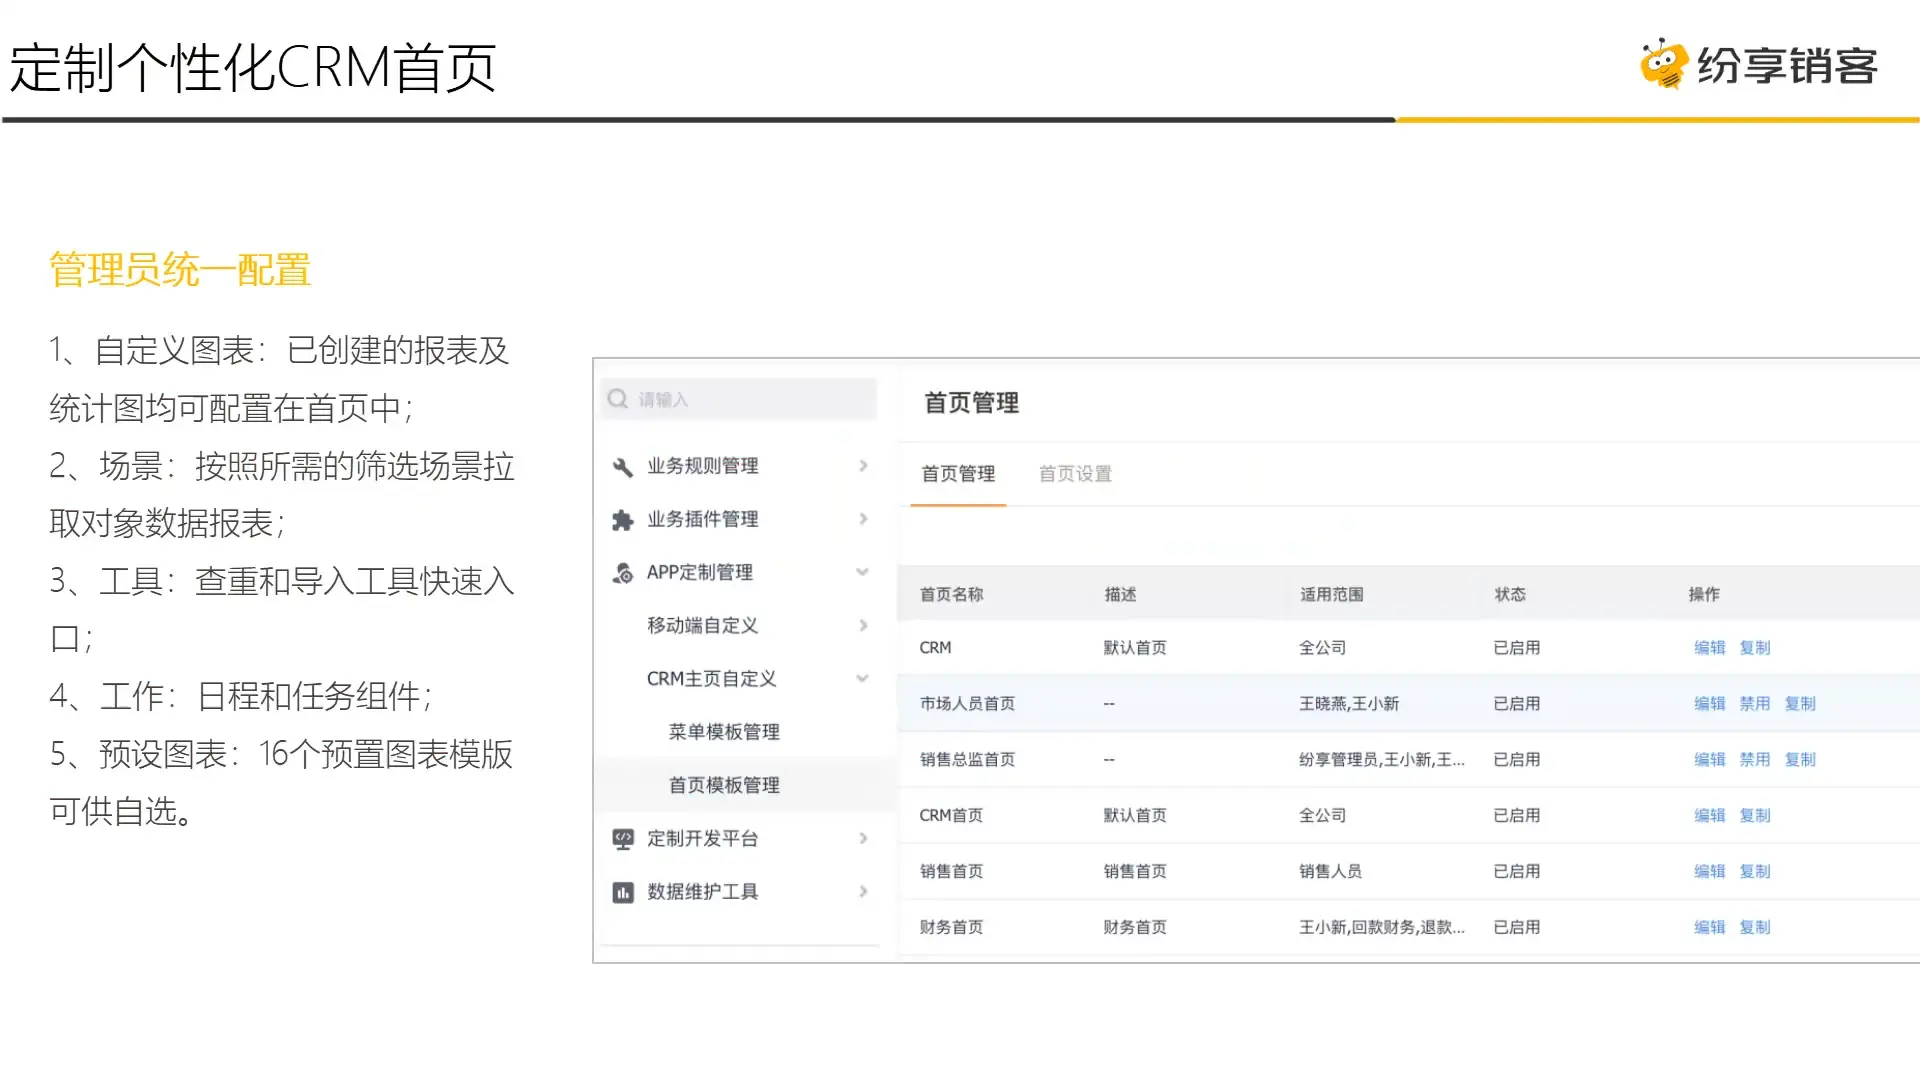 定制个性化CRM首页
纷享销客
管理员统一配置
1、自定义图表：已创建的报表及
统计图均可配置在首页中；
2、场景：按照所需的筛选场景拉
取对象数据报表；
3、工具：查重和导入工具快速入
口；
4、工作：日程和任务组件；
5、预设图表：16个预置图表模版
可供自选。
请输入
业务规则管理
业务插件管理
APP定制管理
移动端自定义
CRM主页自定义
菜单模板管理
首页模板管理
定制开发平台
数据维护工具
首页管理
首页管理 首页设置
首页名称 描述 适用范围 状态 操作
CRM 默认首页 全公司 已启用 编辑 复制
市场人员首页 -- 王晓燕,王小新 已启用 编辑 禁用 复制
销售总监首页 -- 纷享管理员,王小新,王... 已启用 编辑 禁用 复制
CRM首页 默认首页 全公司 已启用 编辑 复制
销售首页 销售首页 销售人员 已启用 编辑 复制
财务首页 财务首页 王小新,回款财务,退款... 已启用 编辑 复制